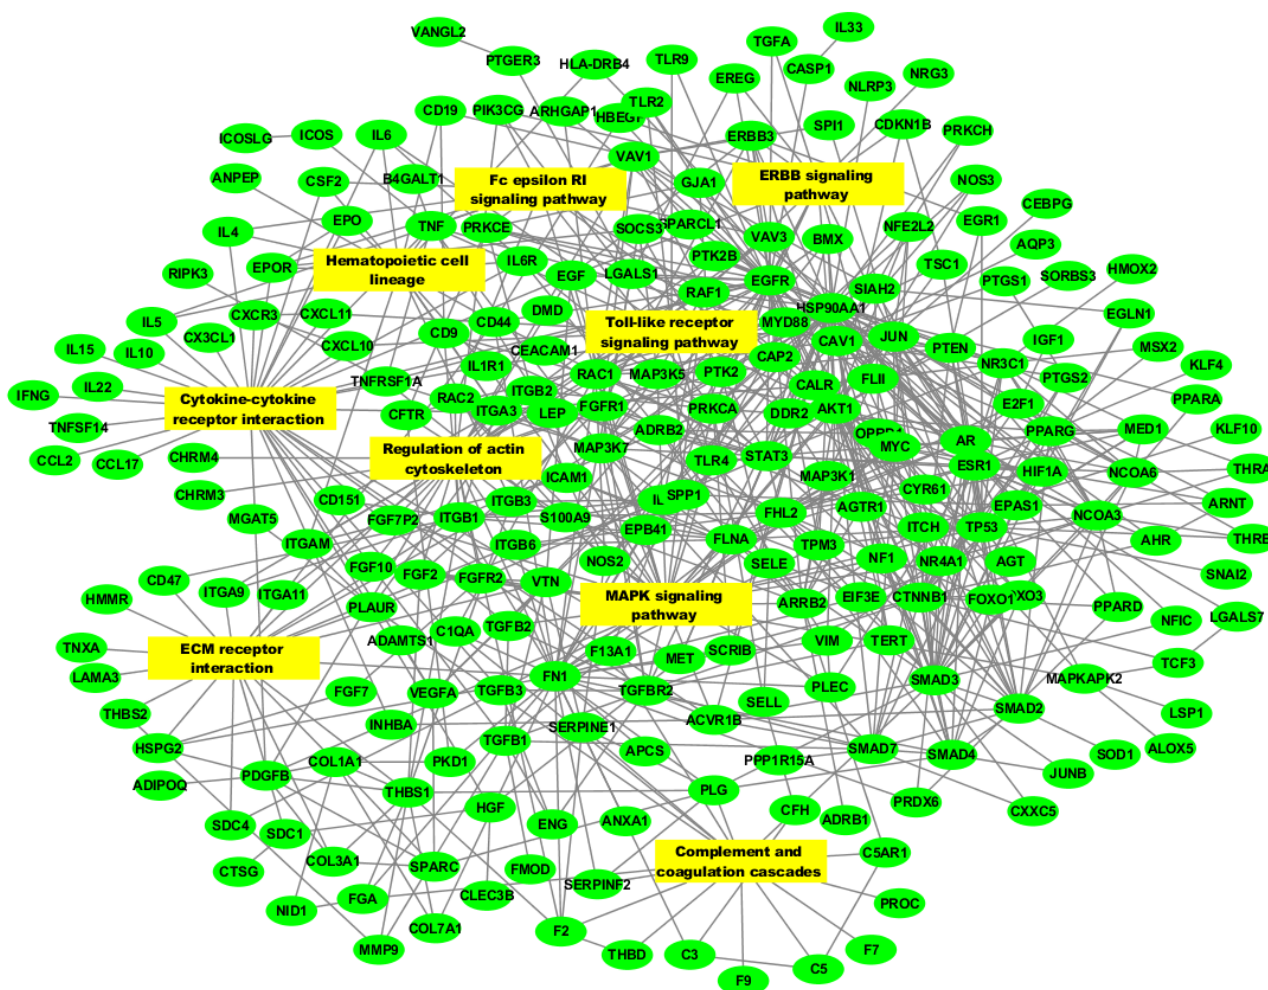 VANGL2
IL33
TGFA
PTGER3
HLA-DRB4
TLR9
EREG
CASP1
NRG3
NLRP3
CD19
PIK3CG
ARHGAP1
HBEGF
TLR2
ERBB3
SPI1
CDKN1B
PRKCH
ICOSLG
ICOS
IL6
VAV1
ANPEP
CSF2
B4GALT1
Fc epsilon RI
signaling pathway
GJA1
ERBB signaling
pathway
NOS3
IL4
EPO
TNF
PRKCE
SOCS3
SPARCL1
VAV3
BMX
NFE2L2
EGR1
CEBPG
AQP3
RIPK3
EPOR
Hematopoietic cell
lineage
IL6R
EGF
LGALS1
PTK2B
EGFR
TSC1
PTGS1
SORBS3
HMOX2
RAF1
SIAH2
HSP90AA1
EGLN1
IL5
CX3CL1
CXCR3
CXCL11
CXCL10
CD9
CD44
DMD
Toll-like receptor
signaling pathway
MYD88
CAV1
JUN
PTEN
IGF1
MSX2
IL15
IL10
CEACAM1
CAP2
NR3C1
KLF4
IL22
IFNG
TNFRSF1A
IL1R1
RAC1
MAP3K5
PTK2
CALR
FLII
PTGS2
PPARA
Cytokine-cytokine
receptor interaction
CFTR
RAC2
ITGB2
ITGA3
LEP
FGFR1
PRKCA
DDR2
AKT1
E2F1
TNFSF14
CCL2
CCL17
CHRM4
Regulation of actin
cytoskeleton
MAP3K7
ADRB2
MYC
AR
PPARG
MED1
KLF10
ICAM1
TLR4
STAT3
MAP3K1
ESR1
HIF1A
NCOA6
THRA
CHRM3
CD151
MGAT5
FGF7P2
ITGB1
ITGB3
S100A9
SPP1
EPB41
FHL2
AGTR1
CYR61
EPAS1
NCOA3
ARNT
ITGAM
ITGB6
FLNA
TPM3
ITCH
TP53
AHR
THRB
CD47
HMMR
ITGA9
ITGA11
FGF10
FGF2
FGFR2
VTN
NOS2
SELE
NF1
NR4A1
AGT
SNAI2
PLAUR
MAPK signaling
pathway
ARRB2
EIF3E
CTNNB1
FOXO1
PPARD
NFIC
LGALS7
TNXA
ECM receptor
interaction
ADAMTS1
C1QA
TGFB2
F13A1
MET
SCRIB
VIM
TERT
TCF3
LAMA3
FGF7
VEGFA
TGFB3
FN1
TGFBR2
SELL
PLEC
SMAD3
MAPKAPK2
THBS2
INHBA
SERPINE1
ACVR1B
SMAD2
LSP1
HSPG2
TGFB1
APCS
PPP1R15A
SMAD7
SMAD4
SOD1
ALOX5
ADIPOQ
PDGFB
COL1A1
PKD1
THBS1
HGF
PLG
JUNB
PRDX6
CXXC5
SDC4
SDC1
ENG
ANXA1
CFH
ADRB1
CTSG
COL3A1
SPARC
FMOD
SERPINF2
Complement and
coagulation cascades
C5AR1
NID1
FGA
CLEC3B
PROC
COL7A1
F2
MMP9
THBD
C3
F7
C5
F9